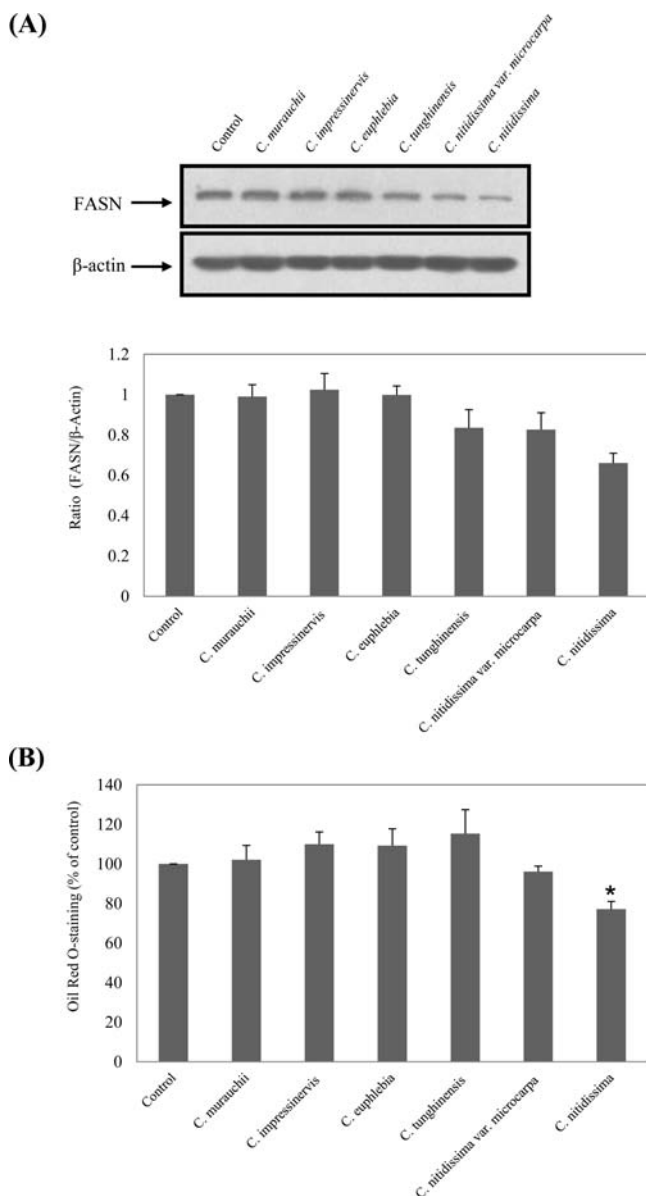 (A)
Control
C. murauchii
C. impressinervis
C. euphlebia
C. tunghinensis
C. nitidissima var. microcarpa
C. nitidissima
FASN
β-actin
Ratio (FASN/β-Actin)
1.2
1
0.8
0.6
0.4
0.2
0
Control
C. murauchii
C. impressinervis
C. euphlebia
C. tunghinensis
C. nitidissima var. microcarpa
C. nitidissima
(B)
Oil Red O-staining (% of control)
140
120
100
80
60
40
20
0
*
Control
C. murauchii
C. impressinervis
C. euphlebia
C. tunghinensis
C. nitidissima var. microcarpa
C. nitidissima